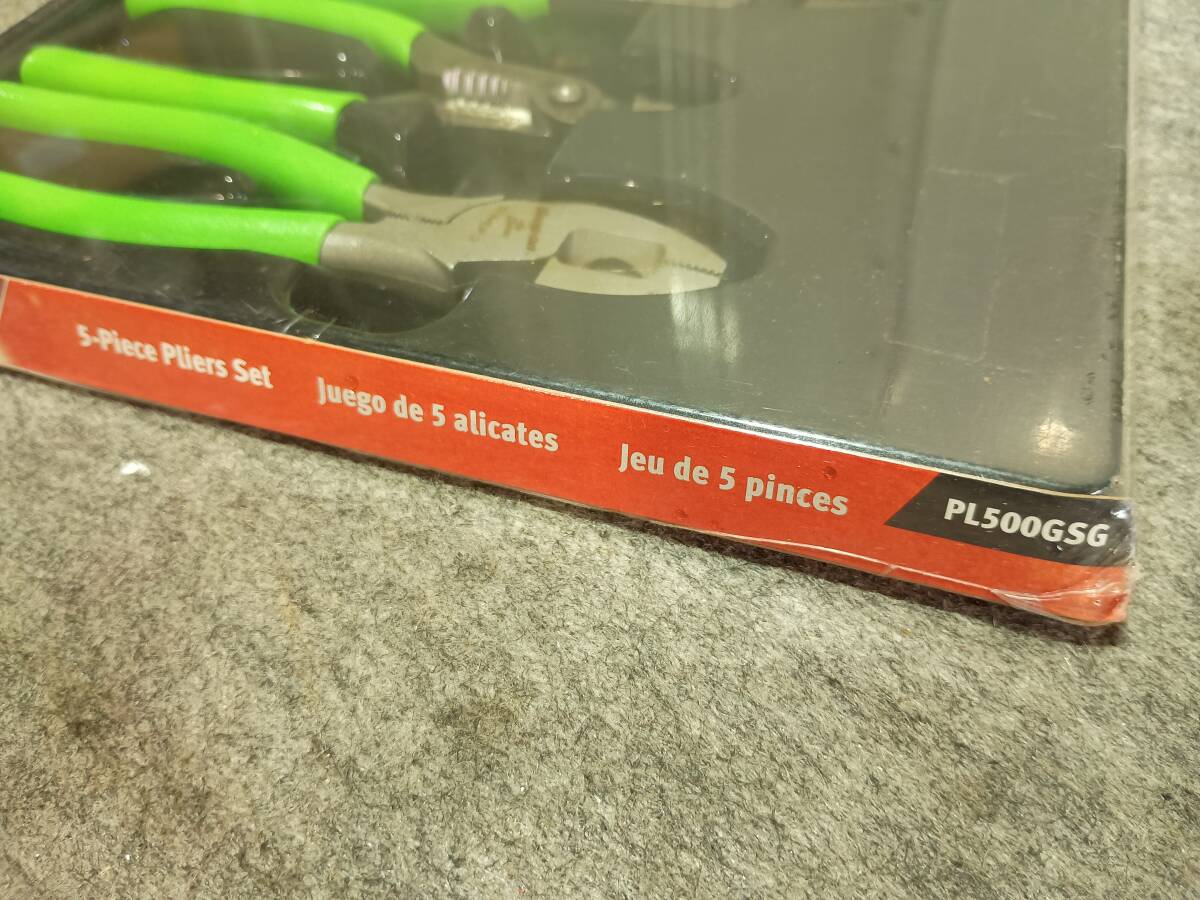 5-Piece Pliers Set
Juego de 5 alicates
Jeu de 5 pinces
PL500GSG